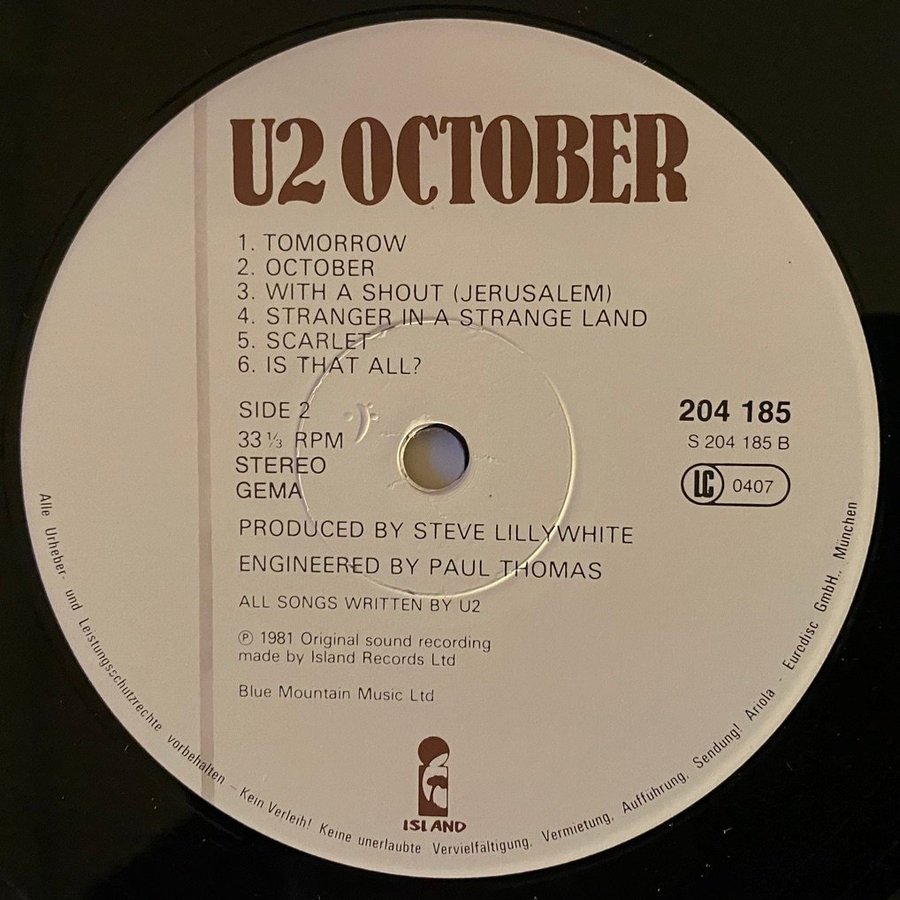 U2 OCTOBER
1. TOMORROW
2. OCTOBER
3. WITH A SHOUT (JERUSALEM)
4. STRANGER IN A STRANGE LAND
5. SCARLET
6. IS THAT ALL?
SIDE 2
33⅓ RPM
STEREO
GEMA
204 185
S 204 185 B
LC 0407
PRODUCED BY STEVE LILLYWHITE
ENGINEERED BY PAUL THOMAS
ALL SONGS WRITTEN BY U2
℗ 1981 Original sound recording
made by Island Records Ltd
Blue Mountain Music Ltd
ISLAND
Alle Urheber- und Leistungsschutzrechte vorbehalten – Kein Verleih! Keine unerlaubte Vervielfältigung, Vermietung, Aufführung, Sendung! Ariola - Eurodisc GmbH., München